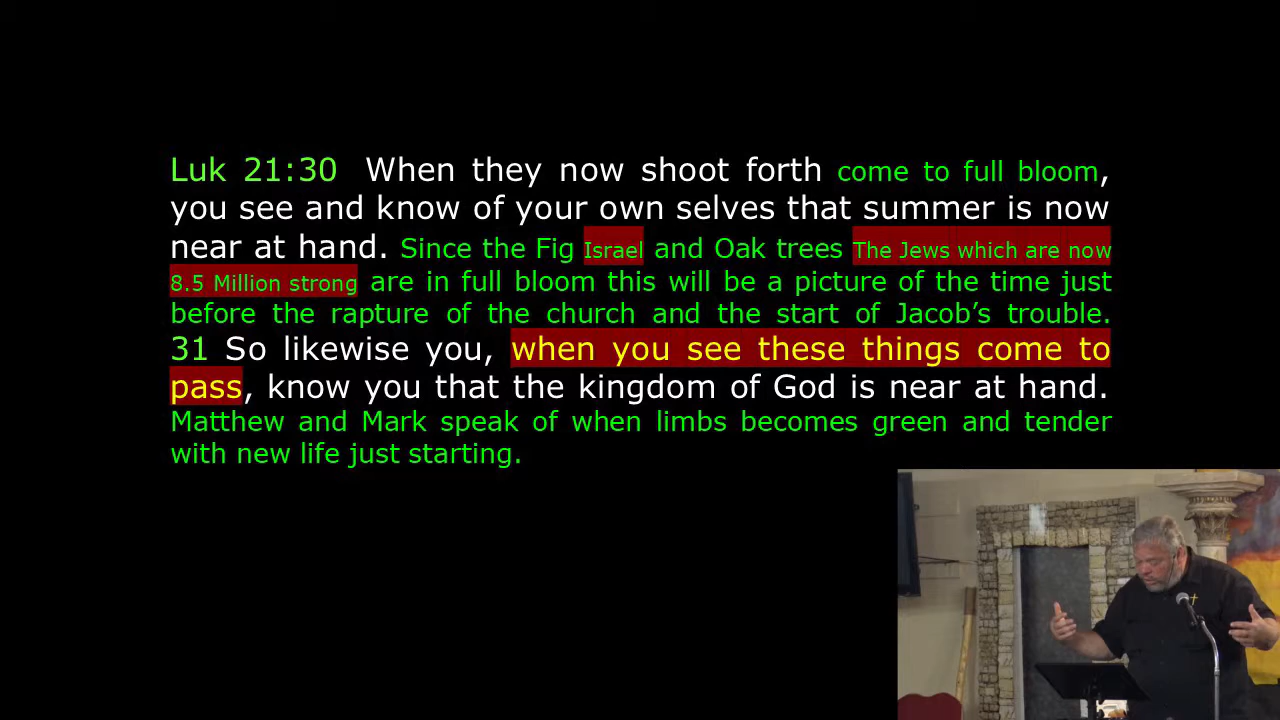 Luk 21:30 When they now shoot forth come to full bloom,
you see and know of your own selves that summer is now
near at hand. Since the Fig Israel and Oak trees The Jews which are now
8.5 Million strong are in full bloom this will be a picture of the time just
before the rapture of the church and the start of Jacob’s trouble.
31 So likewise you, when you see these things come to
pass, know you that the kingdom of God is near at hand.
Matthew and Mark speak of when limbs becomes green and tender
with new life just starting.